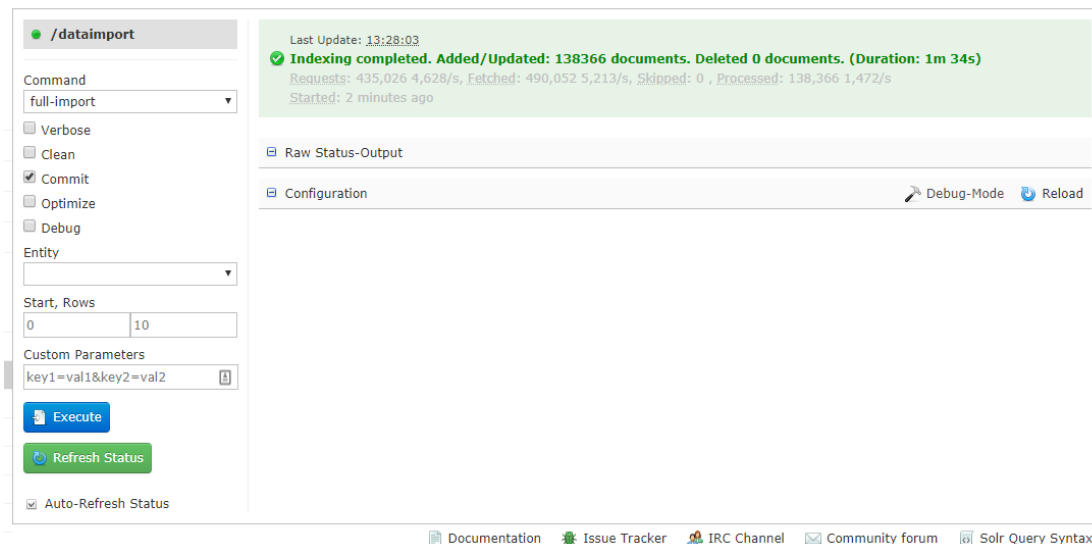 /dataimport
Command
full-import
Verbose
Clean
Commit
Optimize
Debug
Entity
Start, Rows
0 10
Custom Parameters
key1=val1&key2=val2
Execute
Refresh Status
Auto-Refresh Status
Last Update: 13:28:03
Indexing completed. Added/Updated: 138366 documents. Deleted 0 documents. (Duration: 1m 34s)
Requests: 435,026 4,628/s, Fetched: 490,052 5,213/s, Skipped: 0 , Processed: 138,366 1,472/s
Started: 2 minutes ago
Raw Status-Output
Configuration Debug-Mode Reload
Documentation Issue Tracker IRC Channel Community forum Solr Query Syntax